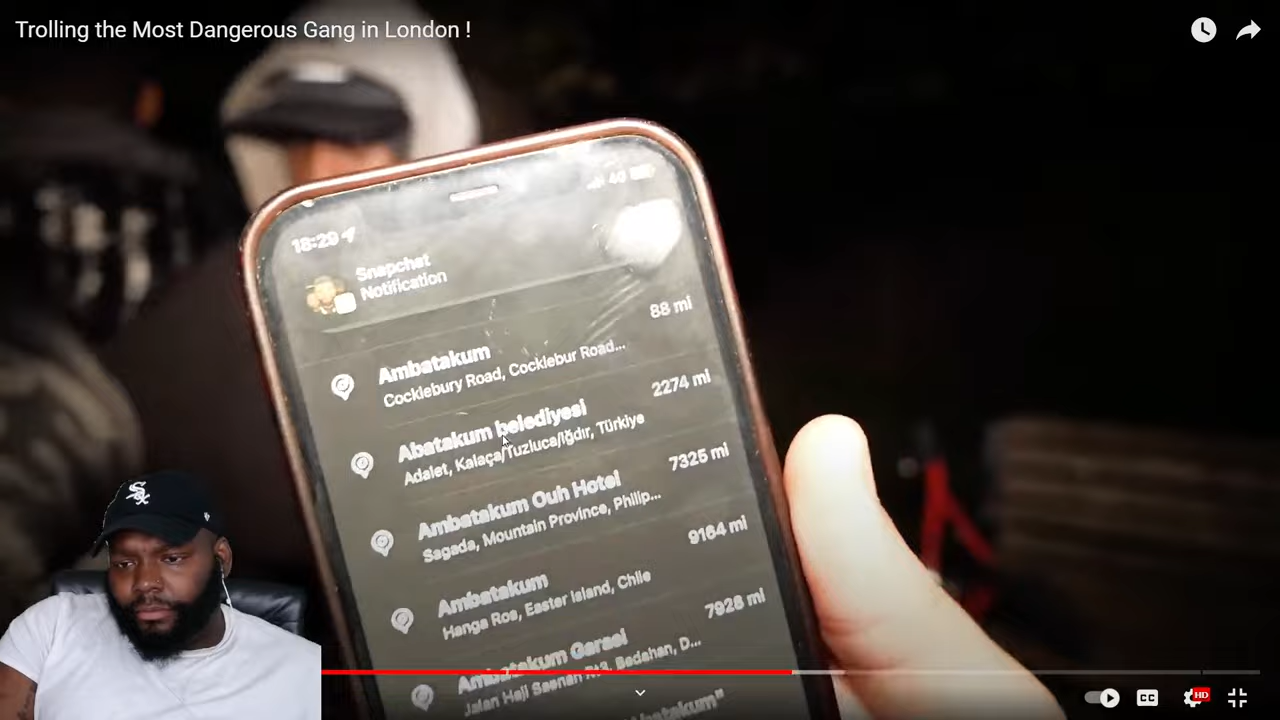 Trolling the Most Dangerous Gang in London !
18:29
4G
Snapchat
Notification
88 mi
Ambatakum
Cocklebury Road, Cocklebur Road...
2274 mi
Abatakum belediyesi
Adalet, Kalaça/Tuzluca/Iğdır, Türkiye
7325 mi
Ambatakum Ouh Hotel
Sagada, Mountain Province, Philip...
9164 mi
Ambatakum
Hanga Roa, Easter Island, Chile
7928 mi
Ambatakum Garasi
Jalan Haji Saenan Bedahan, D...
CC
HD